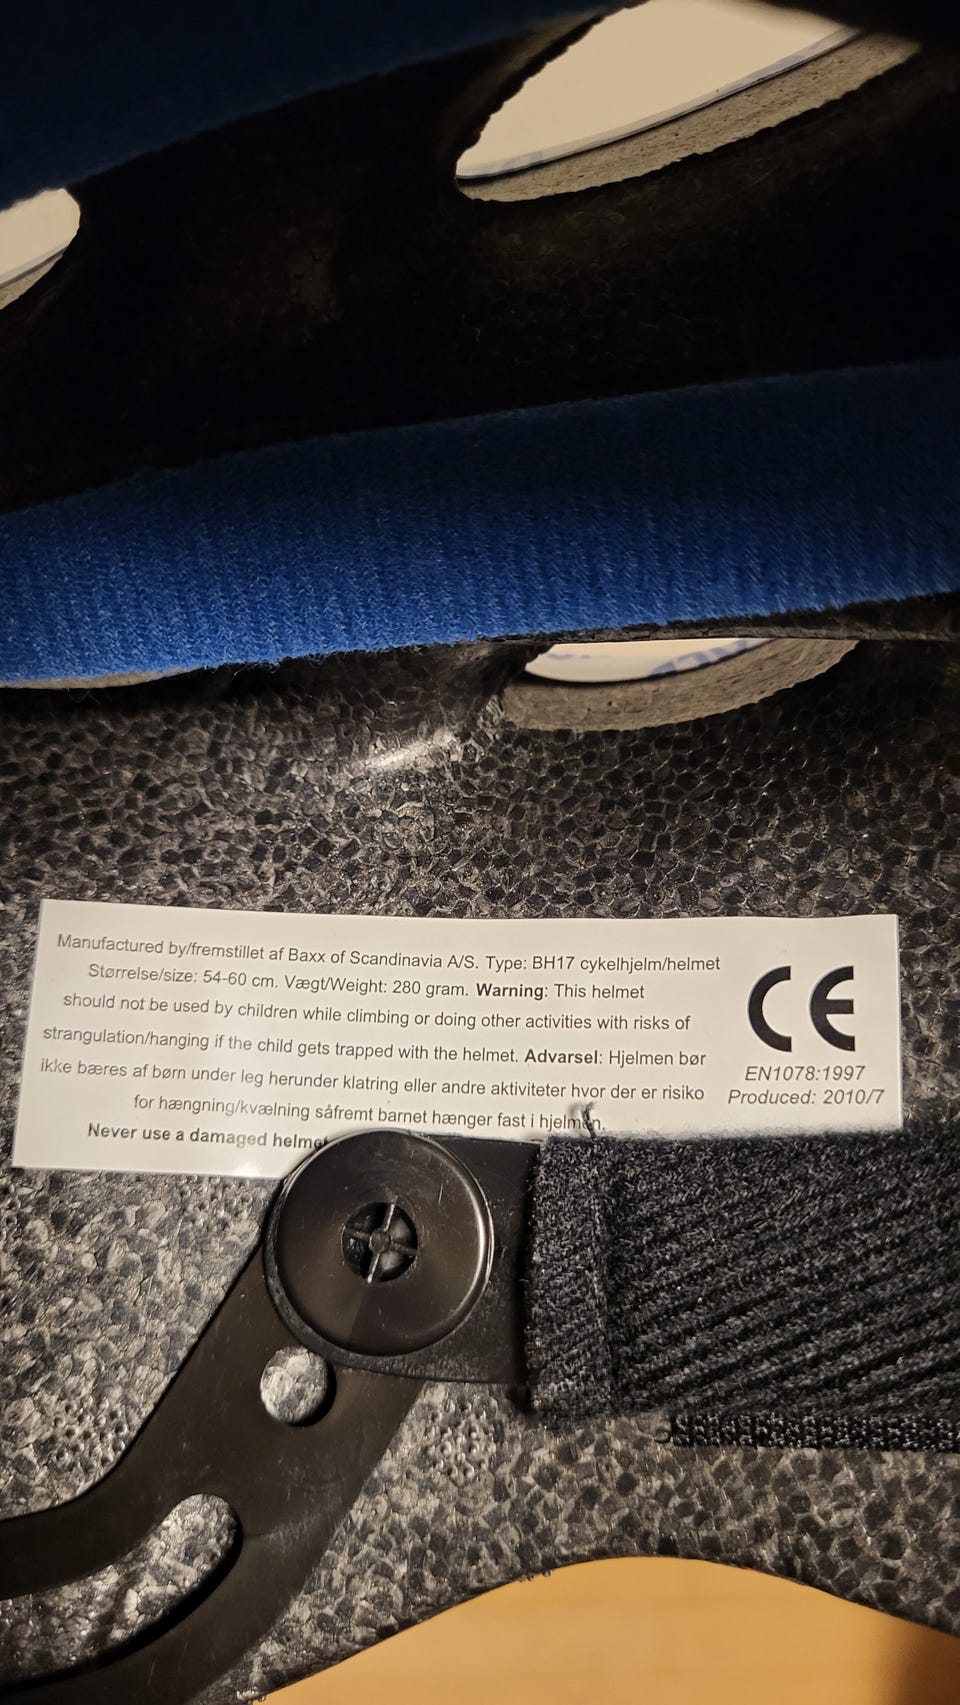 Manufactured by/fremstillet af Baxx of Scandinavia A/S. Type: BH17 cykelhjelm/helmet
Størrelse/size: 54-60 cm. Vægt/Weight: 280 gram. Warning: This helmet
should not be used by children while climbing or doing other activities with risks of
strangulation/hanging if the child gets trapped with the helmet. Advarsel: Hjelmen bør
ikke bæres af børn under leg herunder klatring eller andre aktiviteter hvor der er risiko
for hængning/kvælning såfremt barnet hænger fast i hjelmen.
Never use a damaged helmet
CE
EN1078:1997
Produced: 2010/7